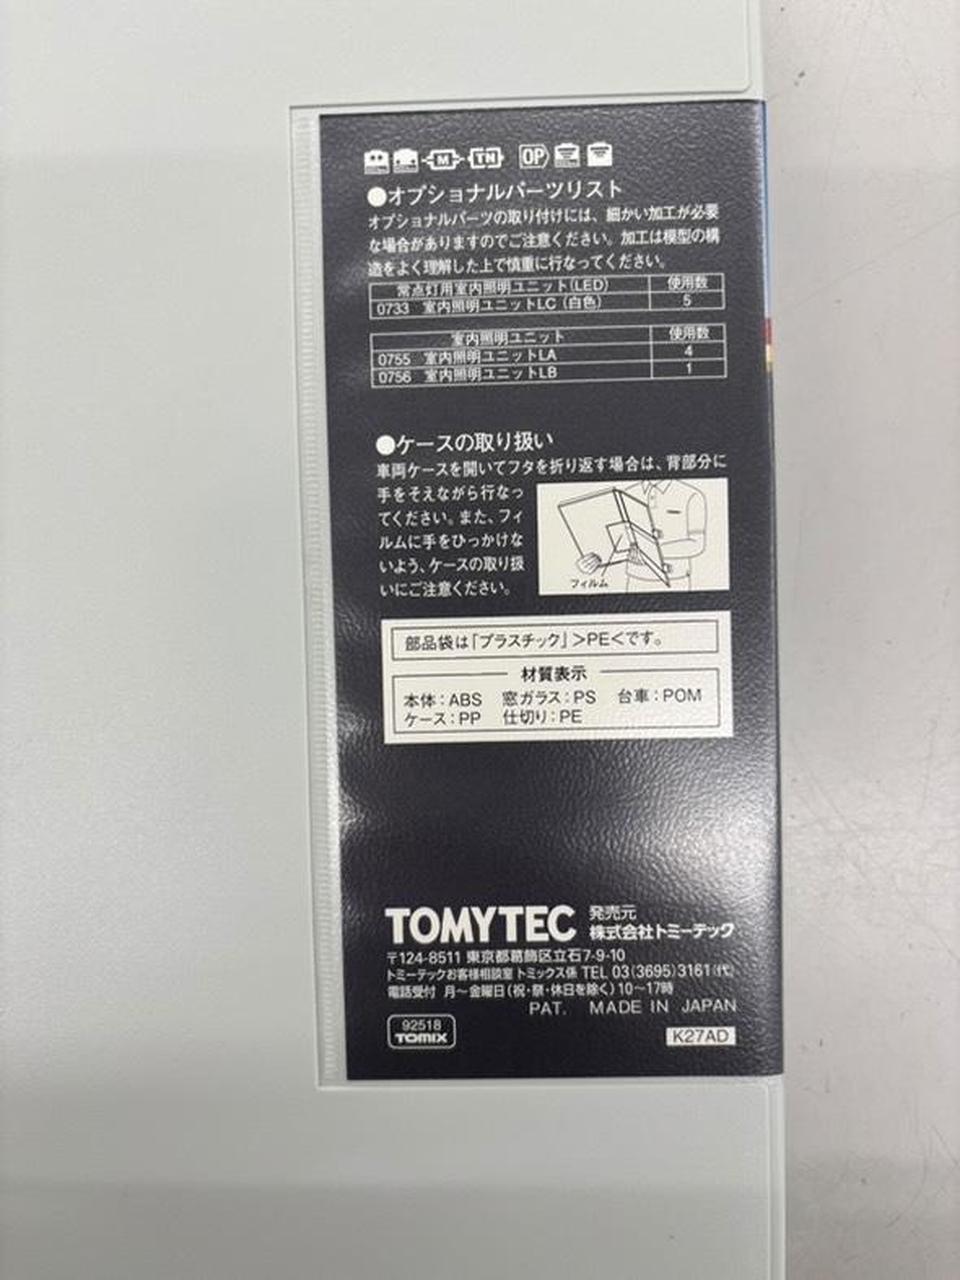 M TN OP
●オプショナルパーツリスト
オプショナルパーツの取り付けには、細かい加工が必要
な場合がありますのでご注意ください。加工は模型の構
造をよく理解した上で慎重に行なってください。
常点灯用室内照明ユニット(LED) 使用数
0733 室内照明ユニットLC(白色) 5
室内照明ユニット 使用数
0755 室内照明ユニットLA 4
0756 室内照明ユニットLB 1
●ケースの取り扱い
車両ケースを開いてフタを折り返す場合は、背部分に
手をそえながら行なっ
てください。また、フィ
ルムに手をひっかけな
いよう、ケースの取り扱
いにご注意ください。
フィルム
部品袋は「プラスチック」>PE<です。
材質表示
本体:ABS 窓ガラス:PS 台車:POM
ケース:PP 仕切り:PE
TOMYTEC 発売元
株式会社トミーテック
〒124-8511 東京都葛飾区立石7-9-10
トミーテックお客様相談室 トミックス係 TEL 03(3695)3161(代)
電話受付 月~金曜日(祝・祭・休日を除く)10~17時
PAT. MADE IN JAPAN
92518
TOMIX
K27AD